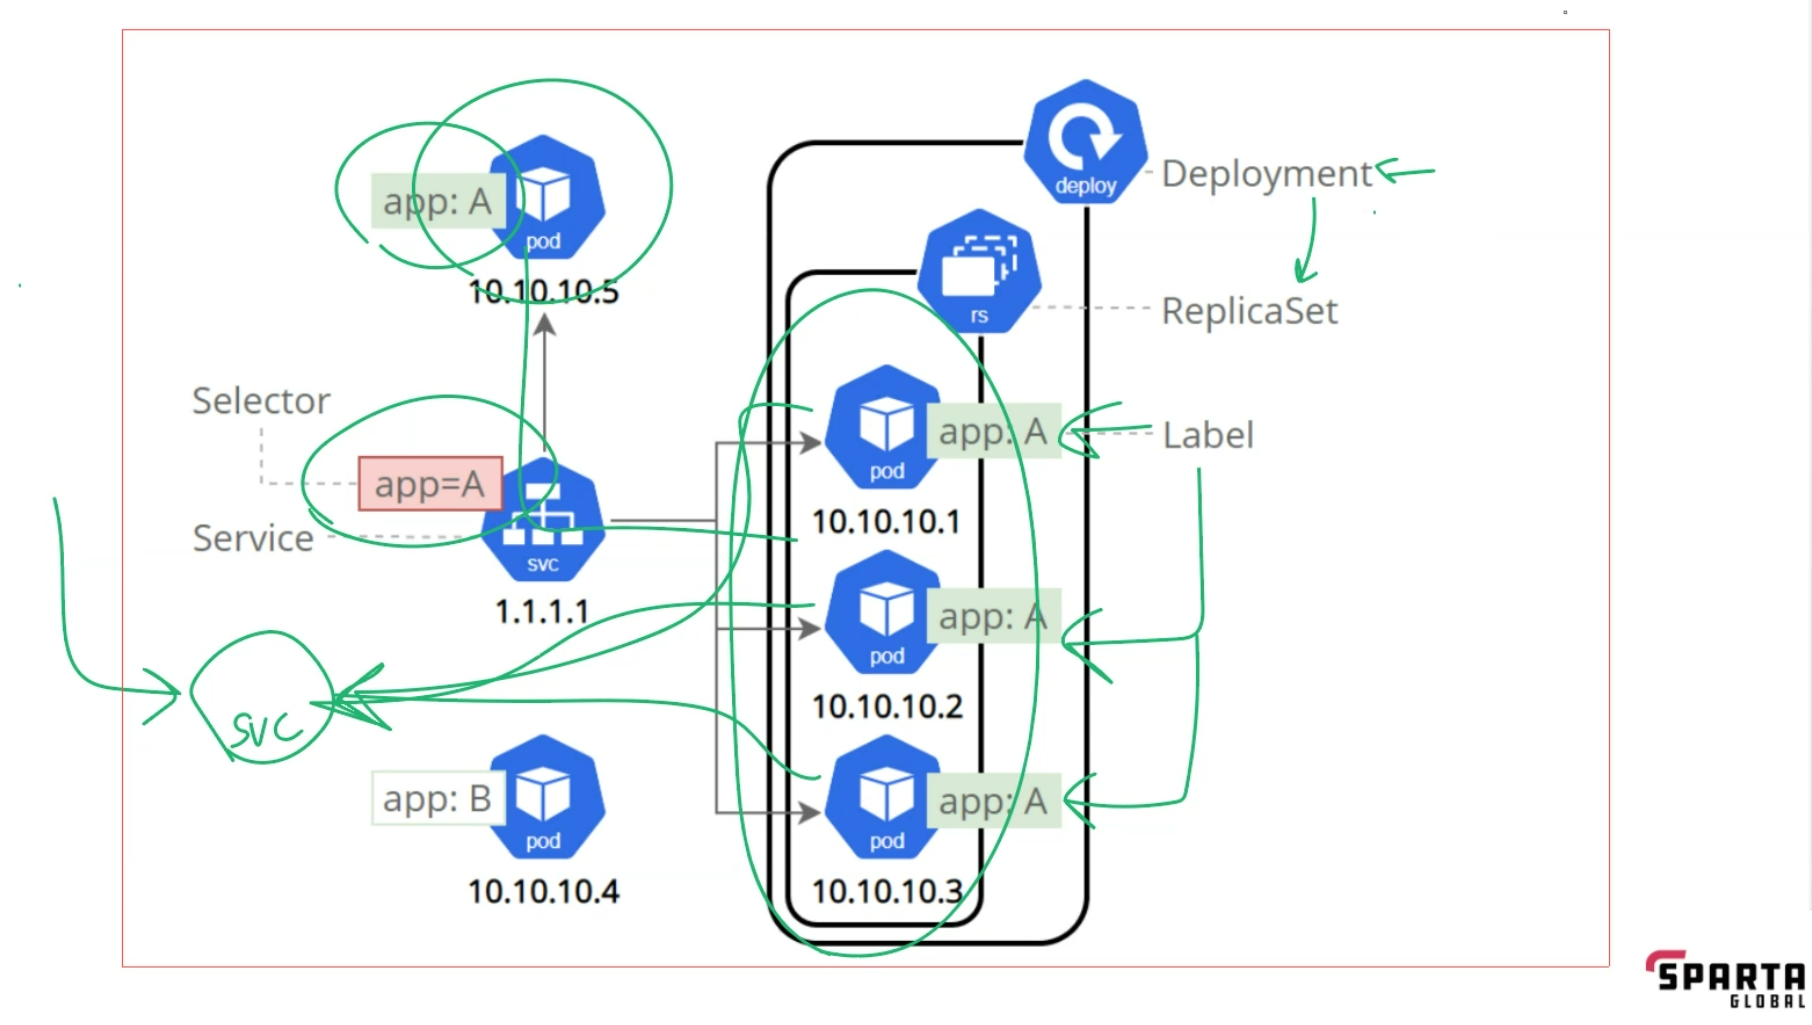 app: A
pod
10.10.10.5
deploy
Deployment
rs
ReplicaSet
Selector
app=A
Service
svc
1.1.1.1
pod
app: A
Label
10.10.10.1
pod
app: A
10.10.10.2
svc
app: B
pod
10.10.10.4
pod
app: A
10.10.10.3
SPARTA
GLOBAL